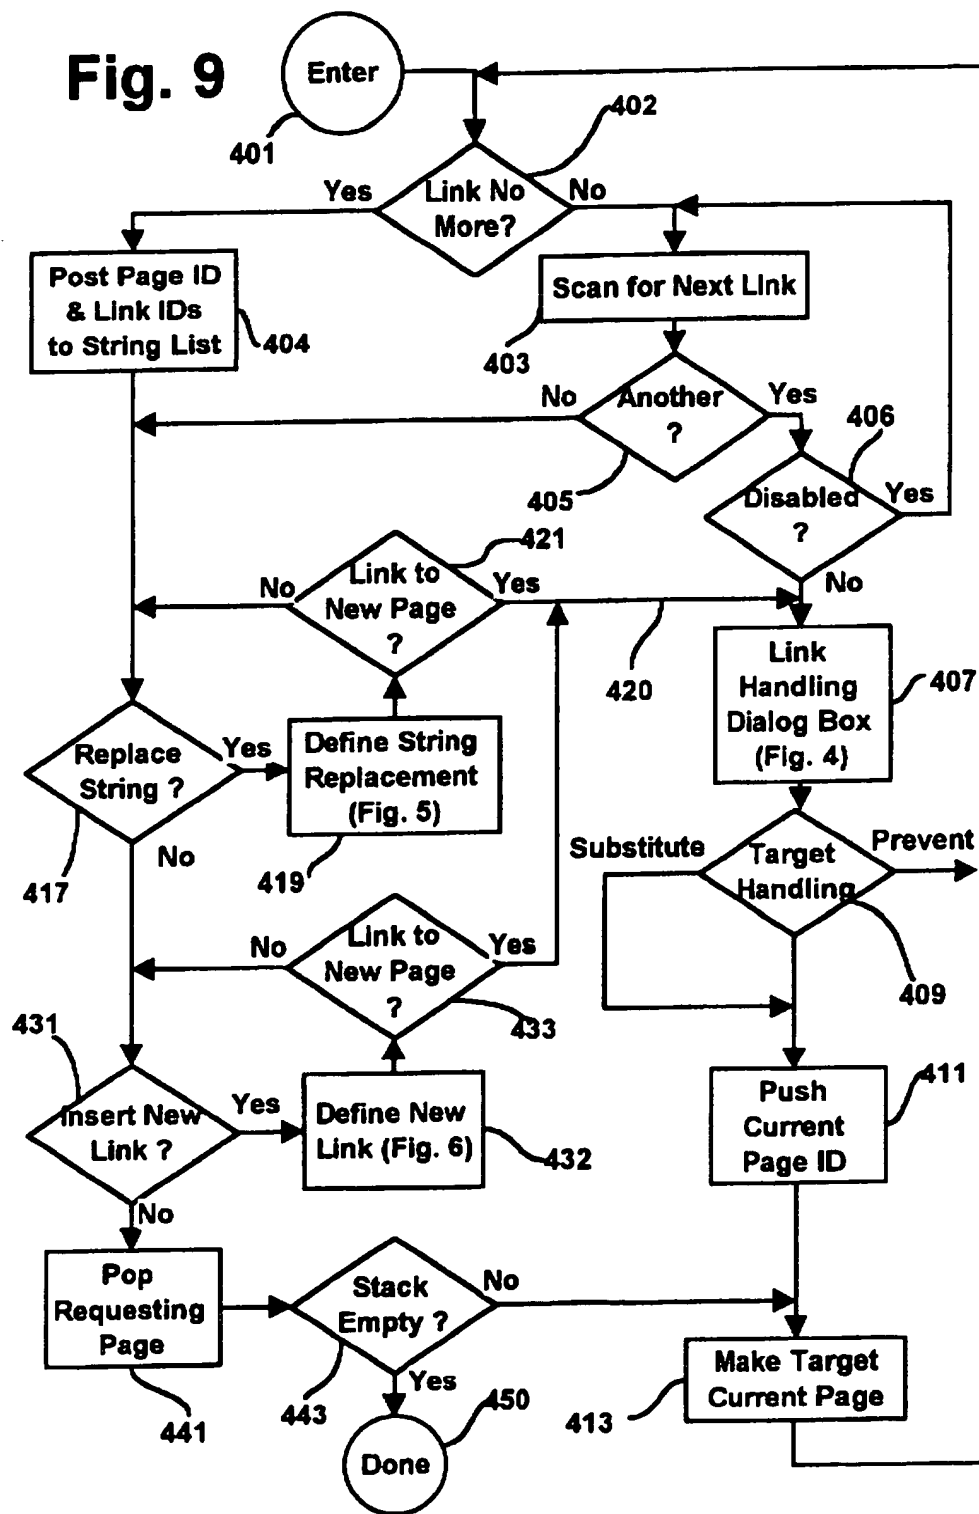 Fig. 9
Enter
401
402
Yes
Link No
More?
No
Post Page ID
& Link IDs
to String List
404
Scan for Next Link
403
No
Another
?
Yes
405
406
Disabled
?
Yes
No
421
No
Link to
New Page
?
Yes
420
Link
Handling
Dialog Box
(Fig. 4)
407
Replace
String ?
Yes
No
417
Define String
Replacement
(Fig. 5)
419
Substitute
Target
Handling
Prevent
409
No
Link to
New Page
?
Yes
433
431
Insert New
Link ?
Yes
No
Define New
Link (Fig. 6)
432
Push
Current
Page ID
411
Pop
Requesting
Page
441
Stack
Empty ?
No
Yes
443
450
Done
Make Target
Current Page
413